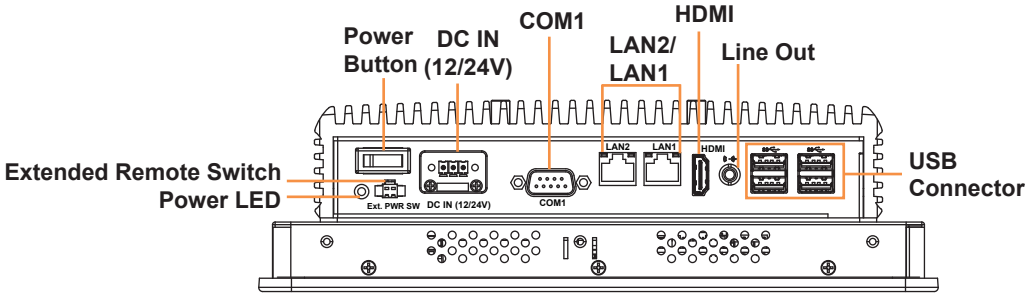 COM1
HDMI
Power
Button
DC IN
(12/24V)
LAN2/
LAN1
Line Out
LAN2
LAN1
HDMI
Extended Remote Switch
Power LED
USB
Connector
Ext. PWR SW
DC IN (12/24V)
COM1